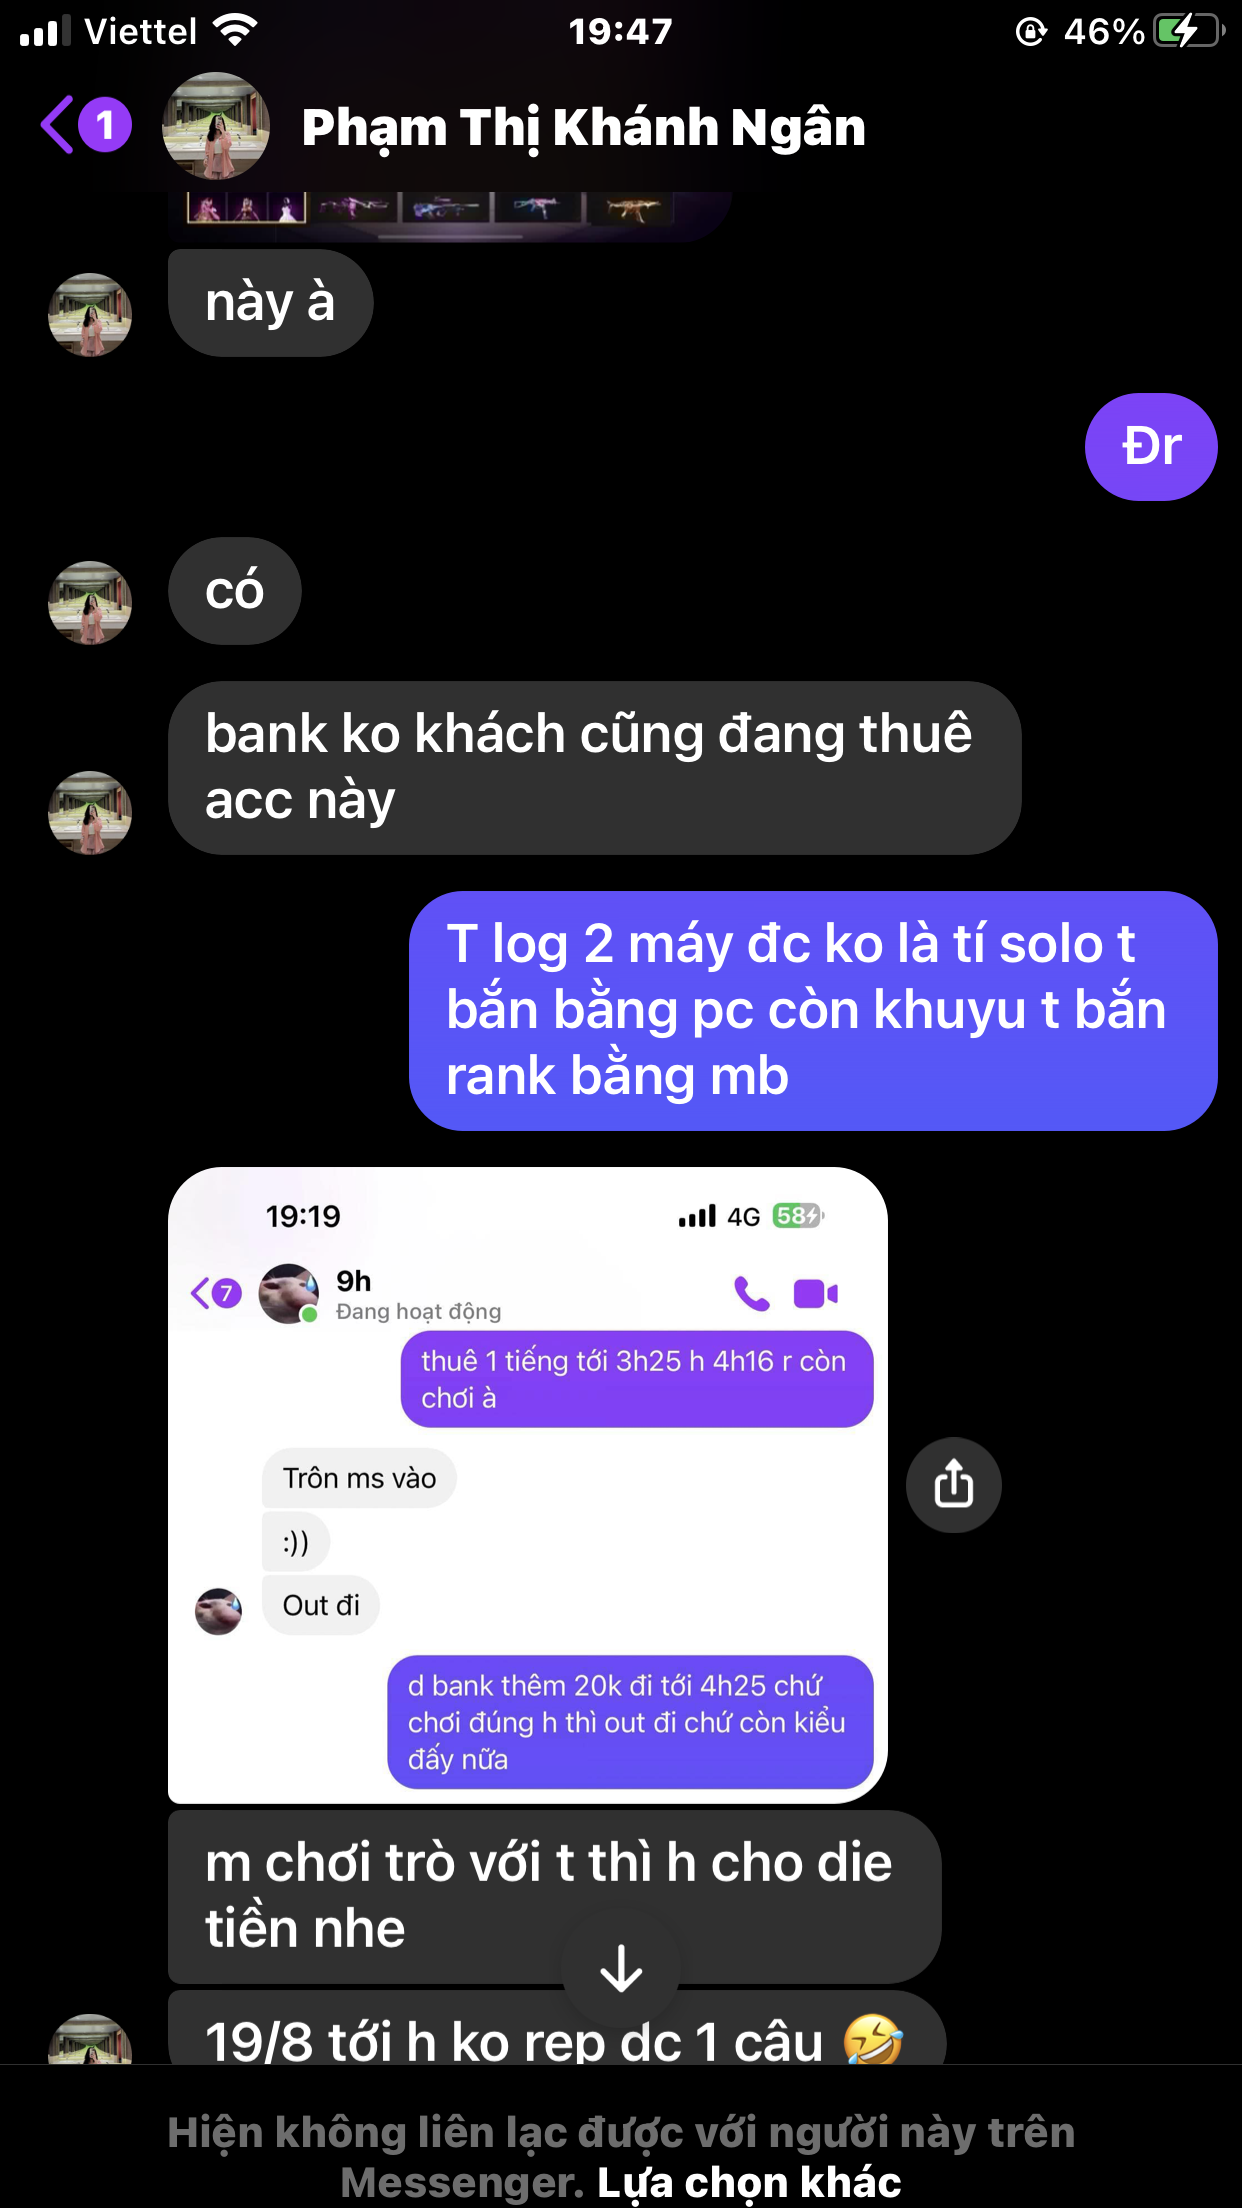 Viettel
19:47
46%
1
Phạm Thị Khánh Ngân
này à
Đr
có
bank ko khách cũng đang thuê
acc này
T log 2 máy đc ko là tí solo t
bắn bằng pc còn khuyu t bắn
rank bằng mb
19:19
4G
58
7
9h
Đang hoạt động
thuê 1 tiếng tới 3h25 h 4h16 r còn
chơi à
Trôn ms vào
:))
Out đi
d bank thêm 20k đi tới 4h25 chứ
chơi đúng h thì out đi chứ còn kiểu
đấy nữa
m chơi trò với t thì h cho die
tiền nhe
19/8 tới h ko rep dc 1 câu 🤣
Hiện không liên lạc được với người này trên
Messenger. Lựa chọn khác